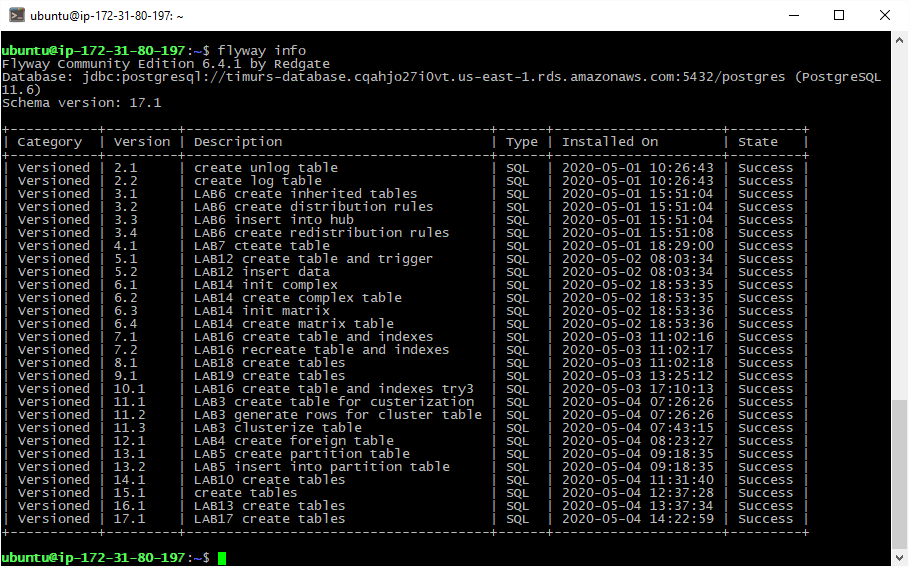 ubuntu@ip-172-31-80-197: ~
ubuntu@ip-172-31-80-197:~$ flyway info
Flyway Community Edition 6.4.1 by Redgate
Database: jdbc:postgresql://timurs-database.cqahjo27i0vt.us-east-1.rds.amazonaws.com:5432/postgres (PostgreSQL
11.6)
Schema version: 17.1
+-----------+---------+--------------------------------------+------+---------------------+---------+
| Category | Version | Description | Type | Installed On | State |
+-----------+---------+--------------------------------------+------+---------------------+---------+
| Versioned | 2.1 | create unlog table | SQL | 2020-05-01 10:26:43 | Success |
| Versioned | 2.2 | create log table | SQL | 2020-05-01 10:26:43 | Success |
| Versioned | 3.1 | LAB6 create inherited tables | SQL | 2020-05-01 15:51:04 | Success |
| Versioned | 3.2 | LAB6 create distribution rules | SQL | 2020-05-01 15:51:04 | Success |
| Versioned | 3.3 | LAB6 insert into hub | SQL | 2020-05-01 15:51:04 | Success |
| Versioned | 3.4 | LAB6 create redistribution rules | SQL | 2020-05-01 15:51:08 | Success |
| Versioned | 4.1 | LAB7 cteate table | SQL | 2020-05-01 18:29:00 | Success |
| Versioned | 5.1 | LAB12 create table and trigger | SQL | 2020-05-02 08:03:34 | Success |
| Versioned | 5.2 | LAB12 insert data | SQL | 2020-05-02 08:03:34 | Success |
| Versioned | 6.1 | LAB14 init complex | SQL | 2020-05-02 18:53:35 | Success |
| Versioned | 6.2 | LAB14 create complex table | SQL | 2020-05-02 18:53:35 | Success |
| Versioned | 6.3 | LAB14 init matrix | SQL | 2020-05-02 18:53:36 | Success |
| Versioned | 6.4 | LAB14 create matrix table | SQL | 2020-05-02 18:53:36 | Success |
| Versioned | 7.1 | LAB16 create table and indexes | SQL | 2020-05-03 11:02:16 | Success |
| Versioned | 7.2 | LAB16 recreate table and indexes | SQL | 2020-05-03 11:02:17 | Success |
| Versioned | 8.1 | LAB18 create tables | SQL | 2020-05-03 11:02:18 | Success |
| Versioned | 9.1 | LAB19 create tables | SQL | 2020-05-03 13:25:12 | Success |
| Versioned | 10.1 | LAB16 create table and indexes try3 | SQL | 2020-05-03 17:10:13 | Success |
| Versioned | 11.1 | LAB3 create table for custerization | SQL | 2020-05-04 07:26:26 | Success |
| Versioned | 11.2 | LAB3 generate rows for cluster table | SQL | 2020-05-04 07:26:26 | Success |
| Versioned | 11.3 | LAB3 clusterize table | SQL | 2020-05-04 07:43:15 | Success |
| Versioned | 12.1 | LAB4 create foreign table | SQL | 2020-05-04 08:23:27 | Success |
| Versioned | 13.1 | LAB5 create partition table | SQL | 2020-05-04 09:18:35 | Success |
| Versioned | 13.2 | LAB5 insert into partition table | SQL | 2020-05-04 09:18:35 | Success |
| Versioned | 14.1 | LAB10 create tables | SQL | 2020-05-04 11:31:40 | Success |
| Versioned | 15.1 | create tables | SQL | 2020-05-04 12:37:28 | Success |
| Versioned | 16.1 | LAB13 create tables | SQL | 2020-05-04 13:37:34 | Success |
| Versioned | 17.1 | LAB17 create tables | SQL | 2020-05-04 14:22:59 | Success |
+-----------+---------+--------------------------------------+------+---------------------+---------+
ubuntu@ip-172-31-80-197:~$